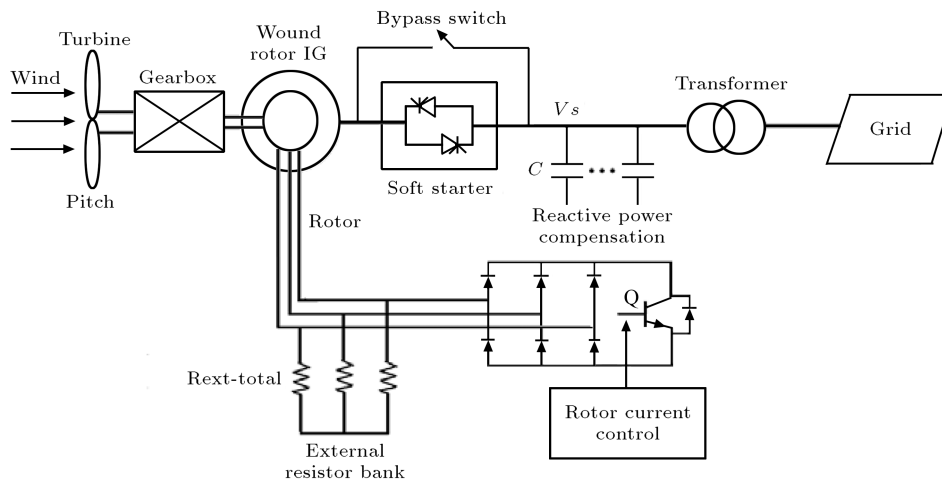 Bypass switch
Turbine
Wound
rotor IG
Wind
Gearbox
Transformer
Vs
Grid
C
Soft starter
Pitch
Rotor
Reactive power
compensation
Q
Rext-total
Rotor current
control
External
resistor bank